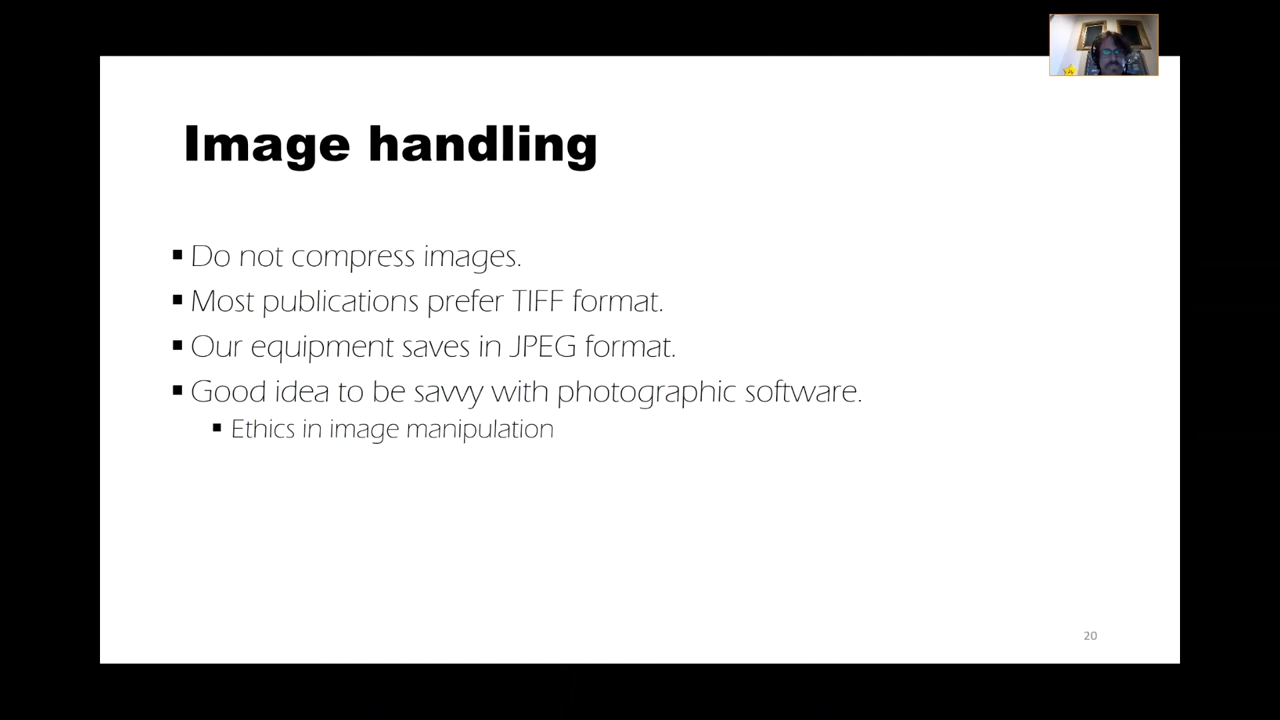 Image handling
▪ Do not compress images.
▪ Most publications prefer TIFF format.
▪ Our equipment saves in JPEG format.
▪ Good idea to be savvy with photographic software.
▪ Ethics in image manipulation
20